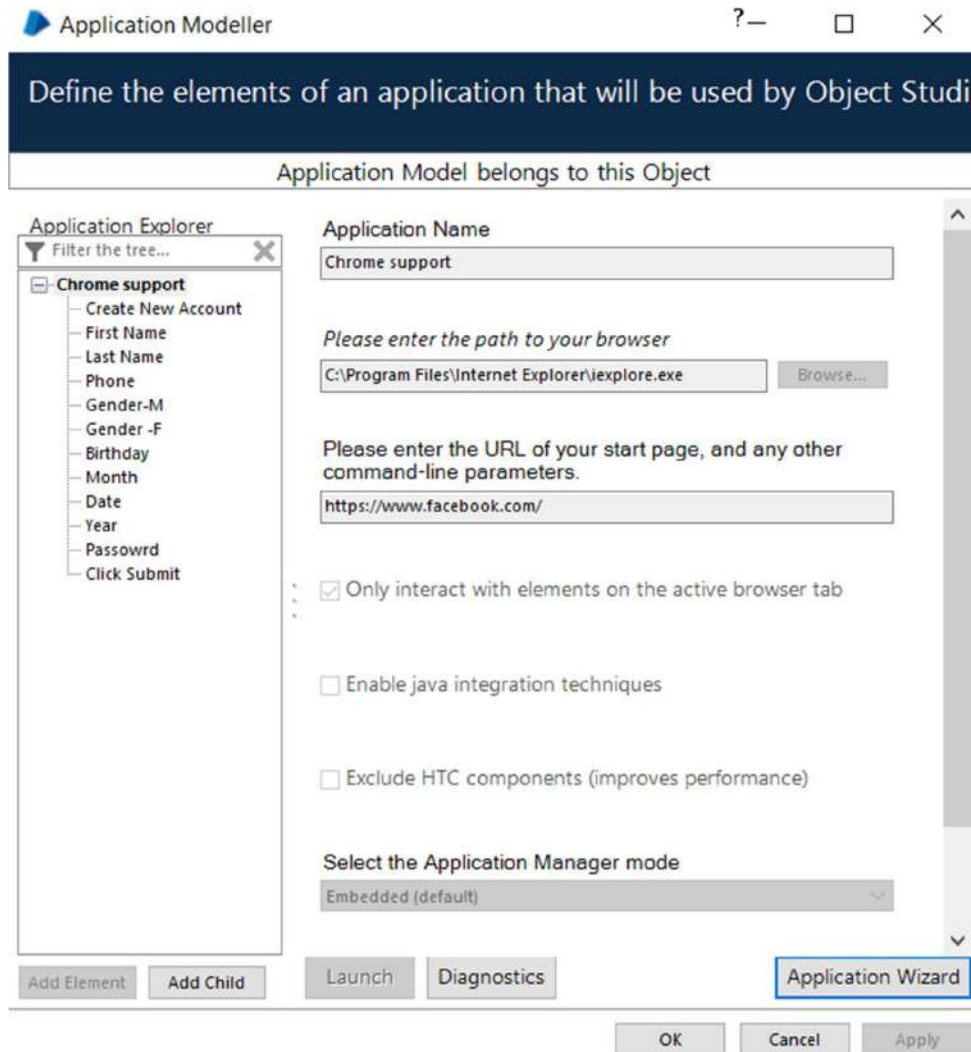 Application Modeller
?
Define the elements of an application that will be used by Object Studi
Application Model belongs to this Object
Application Explorer
Filter the tree...
Chrome support
Create New Account
First Name
Last Name
Phone
Gender-M
Gender -F
Birthday
Month
Date
Year
Passowrd
Click Submit
Add Element
Add Child
Application Name
Chrome support
Please enter the path to your browser
C:\Program Files\Internet Explorer\iexplore.exe
Browse...
Please enter the URL of your start page, and any other
command-line parameters.
https://www.facebook.com/
Only interact with elements on the active browser tab
Enable java integration techniques
Exclude HTC components (improves performance)
Select the Application Manager mode
Embedded (default)
Launch
Diagnostics
Application Wizard
OK
Cancel
Apply